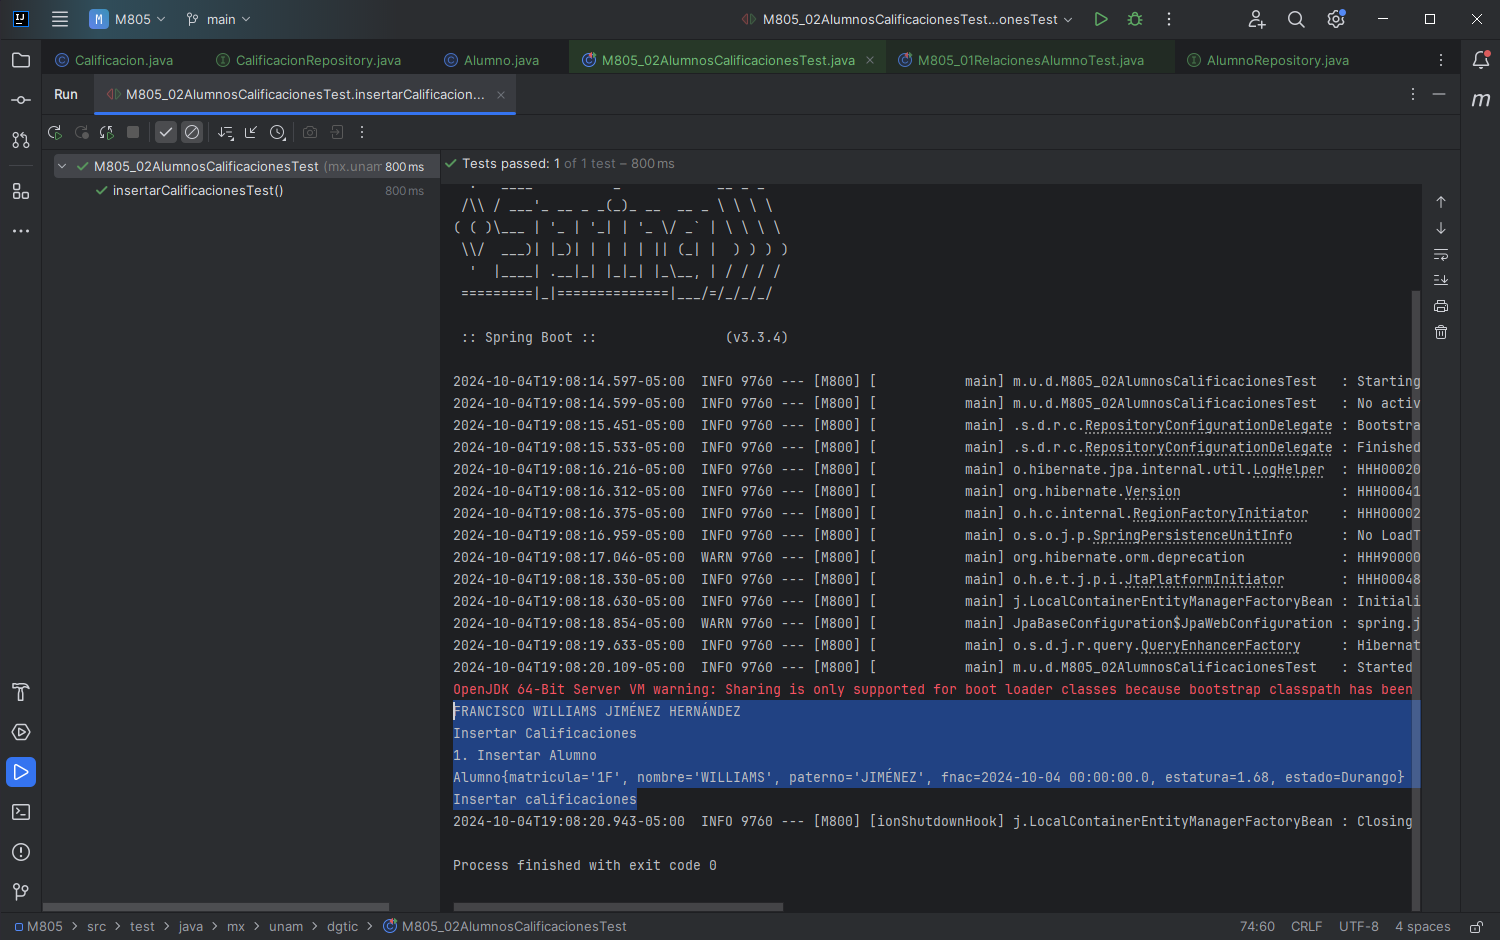 M M805 main M805_02AlumnosCalificacionesTest...onesTest
Calificacion.java CalificacionRepository.java Alumno.java M805_02AlumnosCalificacionesTest.java M805_01RelacionesAlumnoTest.java AlumnoRepository.java
Run M805_02AlumnosCalificacionesTest.insertarCalificacion...
M805_02AlumnosCalificacionesTest (mx.unam 800 ms
insertarCalificacionesTest() 800 ms
Tests passed: 1 of 1 test – 800 ms
:: Spring Boot :: (v3.3.4)
2024-10-04T19:08:14.597-05:00 INFO 9760 --- [M800] [ main] m.u.d.M805_02AlumnosCalificacionesTest : Starting
2024-10-04T19:08:14.599-05:00 INFO 9760 --- [M800] [ main] m.u.d.M805_02AlumnosCalificacionesTest : No activ
2024-10-04T19:08:15.451-05:00 INFO 9760 --- [M800] [ main] .s.d.r.c.RepositoryConfigurationDelegate : Bootstra
2024-10-04T19:08:15.533-05:00 INFO 9760 --- [M800] [ main] .s.d.r.c.RepositoryConfigurationDelegate : Finished
2024-10-04T19:08:16.216-05:00 INFO 9760 --- [M800] [ main] o.hibernate.jpa.internal.util.LogHelper : HHH00020
2024-10-04T19:08:16.312-05:00 INFO 9760 --- [M800] [ main] org.hibernate.Version : HHH00041
2024-10-04T19:08:16.375-05:00 INFO 9760 --- [M800] [ main] o.h.c.internal.RegionFactoryInitiator : HHH00002
2024-10-04T19:08:16.959-05:00 INFO 9760 --- [M800] [ main] o.s.o.j.p.SpringPersistenceUnitInfo : No LoadT
2024-10-04T19:08:17.046-05:00 WARN 9760 --- [M800] [ main] org.hibernate.orm.deprecation : HHH90000
2024-10-04T19:08:18.330-05:00 INFO 9760 --- [M800] [ main] o.h.e.t.j.p.i.JtaPlatformInitiator : HHH00048
2024-10-04T19:08:18.630-05:00 INFO 9760 --- [M800] [ main] j.LocalContainerEntityManagerFactoryBean : Initiali
2024-10-04T19:08:18.854-05:00 WARN 9760 --- [M800] [ main] JpaBaseConfiguration$JpaWebConfiguration : spring.j
2024-10-04T19:08:19.633-05:00 INFO 9760 --- [M800] [ main] o.s.d.j.r.query.QueryEnhancerFactory : Hibernat
2024-10-04T19:08:20.109-05:00 INFO 9760 --- [M800] [ main] m.u.d.M805_02AlumnosCalificacionesTest : Started
OpenJDK 64-Bit Server VM warning: Sharing is only supported for boot loader classes because bootstrap classpath has been
FRANCISCO WILLIAMS JIMÉNEZ HERNÁNDEZ
Insertar Calificaciones
1. Insertar Alumno
Alumno{matricula='1F', nombre='WILLIAMS', paterno='JIMÉNEZ', fnac=2024-10-04 00:00:00.0, estatura=1.68, estado=Durango}
Insertar calificaciones
2024-10-04T19:08:20.943-05:00 INFO 9760 --- [M800] [ionShutdownHook] j.LocalContainerEntityManagerFactoryBean : Closing
Process finished with exit code 0
M805 > src > test > java > mx > unam > dgtic > M805_02AlumnosCalificacionesTest 74:60 CRLF UTF-8 4 spaces